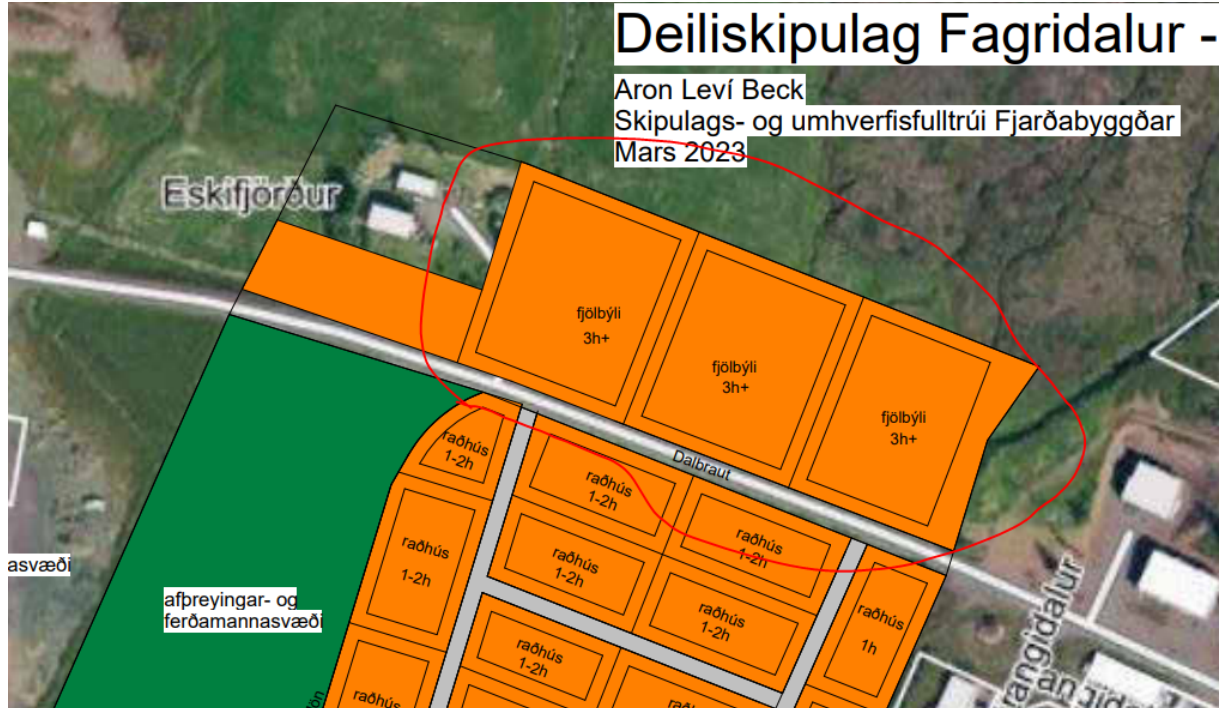 Deiliskipulag Fagridalur -
Aron Leví Beck
Skipulags- og umhverfisfulltrúi Fjarðabyggðar
Mars 2023
Eskifjörður
fjölbýli
3h+
fjölbýli
3h+
fjölbýli
3h+
Dalbraut
raðhús
1-2h
raðhús
1-2h
raðhús
1-2h
raðhús
1-2h
raðhús
1-2h
raðhús
1-2h
raðhús
1h
asvæði
afþreyingar- og
ferðamannasvæði
raðhús
1-2h
raðhús